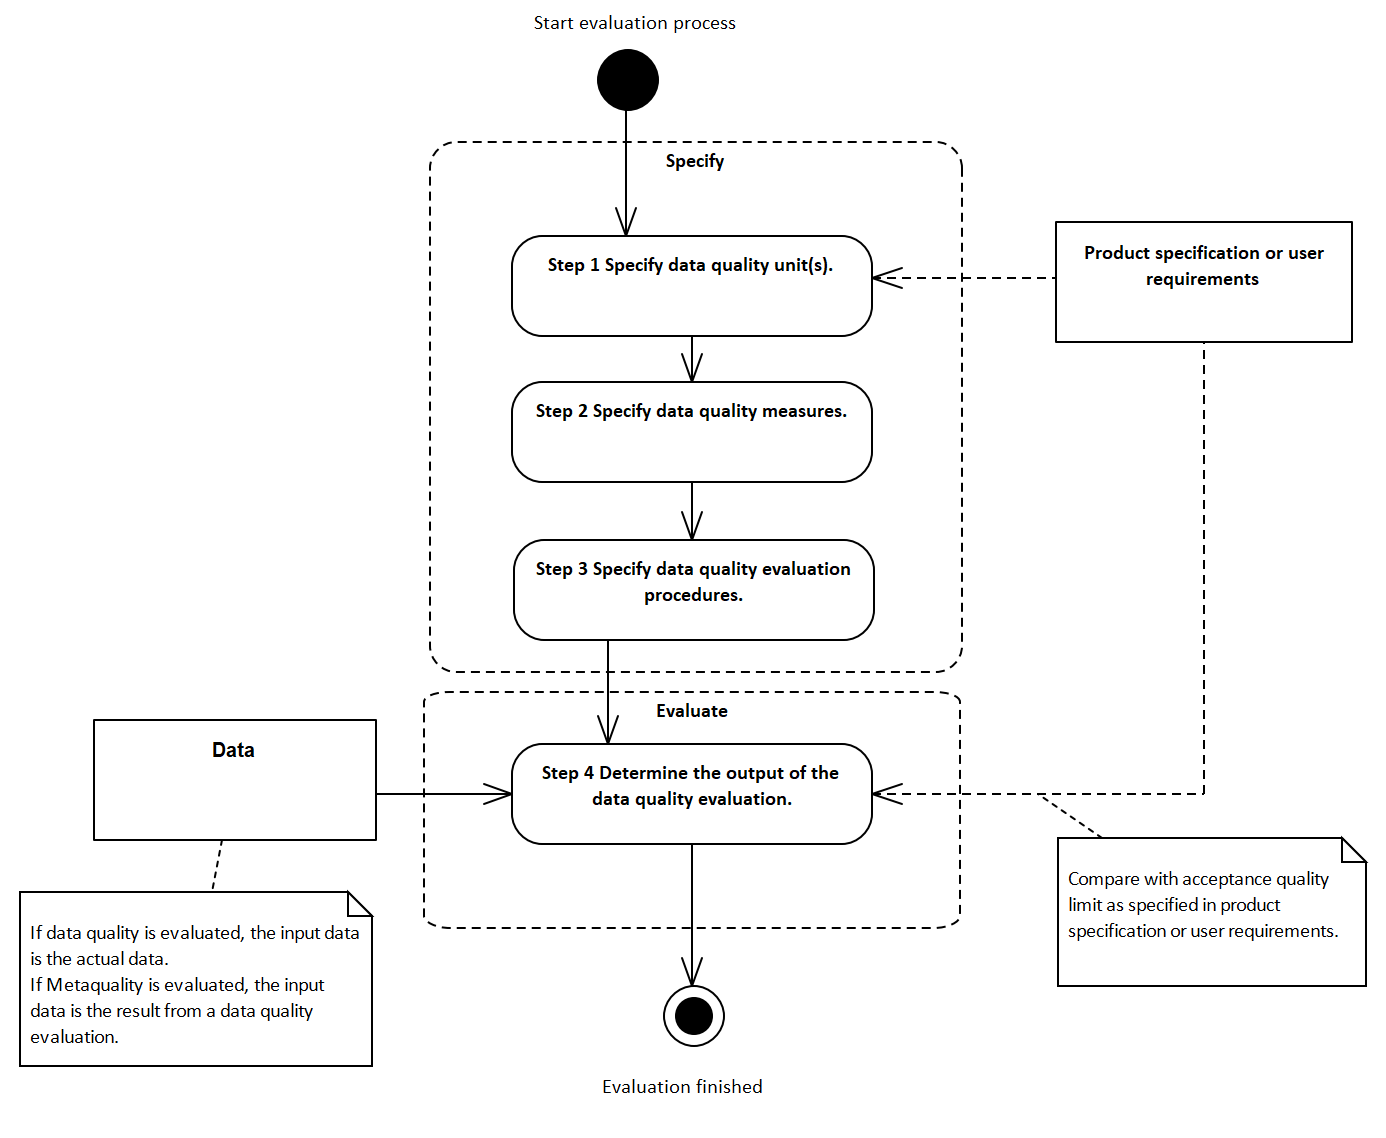 Start evaluation process
Specify
Step 1 Specify data quality unit(s).
Product specification or user
requirements
Step 2 Specify data quality measures.
Step 3 Specify data quality evaluation
procedures.
Evaluate
Data
Step 4 Determine the output of the
data quality evaluation.
If data quality is evaluated, the input data
is the actual data.
If Metaquality is evaluated, the input
data is the result from a data quality
evaluation.
Compare with acceptance quality
limit as specified in product
specification or user requirements.
Evaluation finished